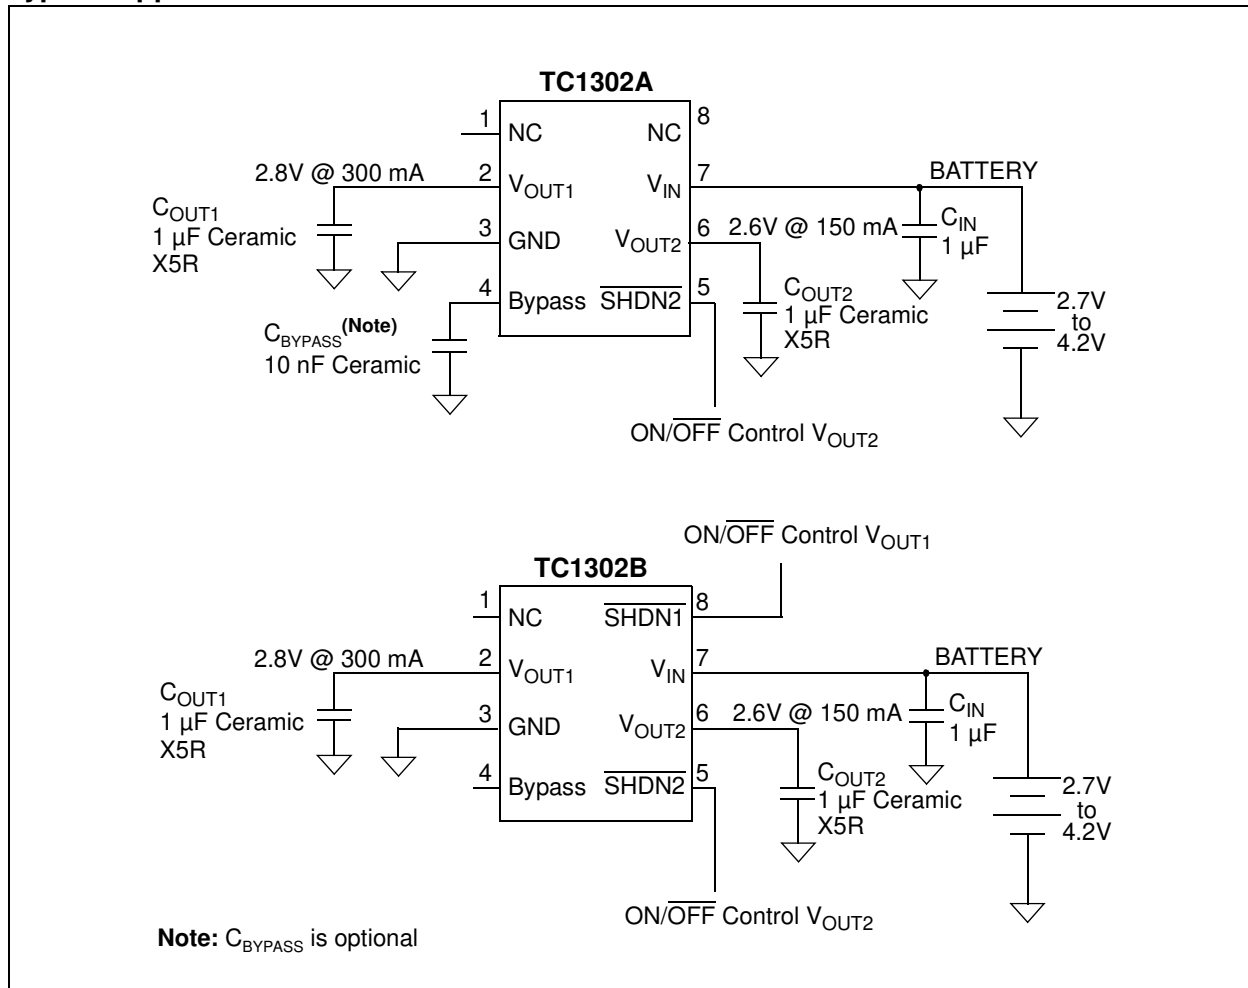 TC1302A
1
NC
NC
8
2.8V @ 300 mA
2
VOUT1
VIN
7
BATTERY
COUT1
1 µF Ceramic
X5R
3
GND
VOUT2
6
2.6V @ 150 mA
CIN
1 µF
4
Bypass
SHDN2
5
COUT2
1 µF Ceramic
X5R
CBYPASS(Note)
10 nF Ceramic
2.7V
to
4.2V
ON/OFF Control VOUT2
ON/OFF Control VOUT1
TC1302B
1
NC
SHDN1
8
2.8V @ 300 mA
2
VOUT1
VIN
7
BATTERY
COUT1
1 µF Ceramic
X5R
3
GND
VOUT2
6
2.6V @ 150 mA
CIN
1 µF
4
Bypass
SHDN2
5
COUT2
1 µF Ceramic
X5R
2.7V
to
4.2V
ON/OFF Control VOUT2
Note: CBYPASS is optional